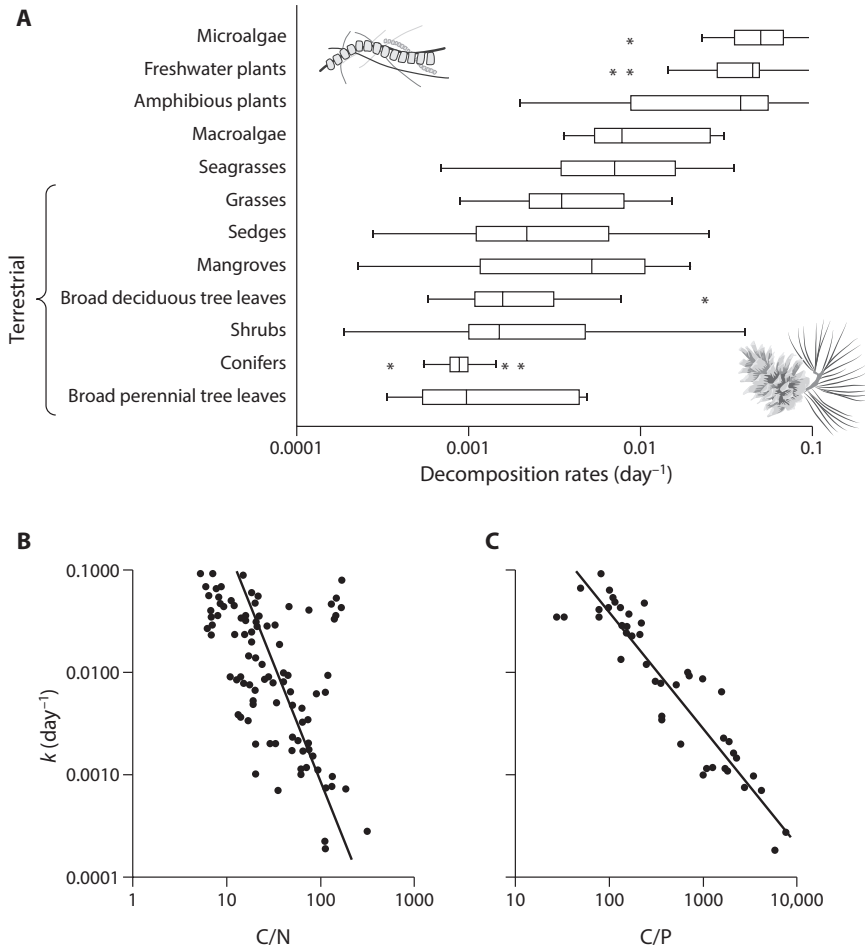 A
Microalgae
Freshwater plants
Amphibious plants
Macroalgae
Seagrasses
Grasses
Sedges
Mangroves
Broad deciduous tree leaves
Shrubs
Conifers
Broad perennial tree leaves
Terrestrial
0.0001 0.001 0.01 0.1
Decomposition rates (day⁻¹)
B
C
0.1000
0.0100
0.0010
0.0001
k (day⁻¹)
1 10 100 1000
C/N
10 100 1000 10,000
C/P